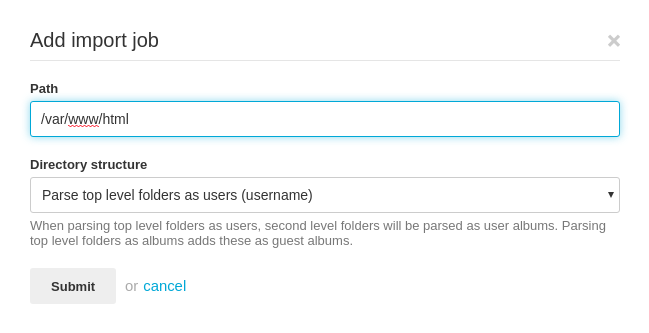 Add import job
×
Path
/var/www/html
Directory structure
Parse top level folders as users (username)
When parsing top level folders as users, second level folders will be parsed as user albums. Parsing
top level folders as albums adds these as guest albums.
Submit or cancel